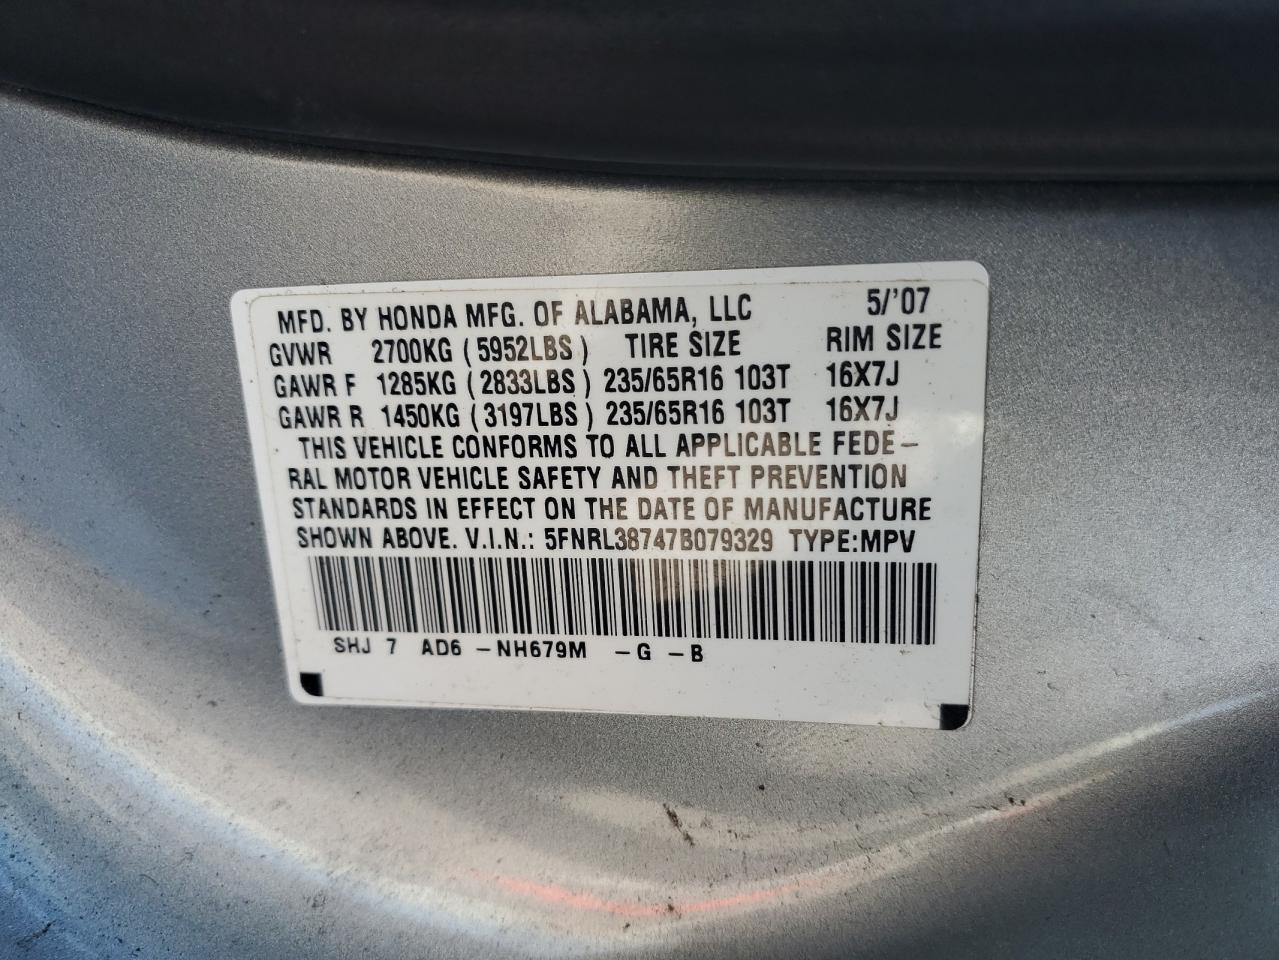 MFD. BY HONDA MFG. OF ALABAMA, LLC 5/'07
GVWR 2700KG (5952LBS) TIRE SIZE RIM SIZE
GAWR F 1285KG (2833LBS) 235/65R16 103T 16X7J
GAWR R 1450KG (3197LBS) 235/65R16 103T 16X7J
THIS VEHICLE CONFORMS TO ALL APPLICABLE FEDE-
RAL MOTOR VEHICLE SAFETY AND THEFT PREVENTION
STANDARDS IN EFFECT ON THE DATE OF MANUFACTURE
SHOWN ABOVE. V.I.N.: 5FNRL38747B079329 TYPE:MPV
SHJ 7 AD6 -NH679M -G -B